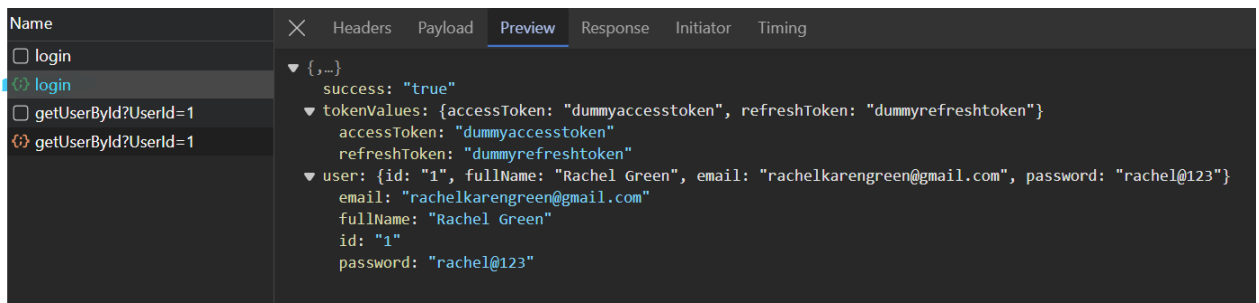 Name
login
login
getUserById?UserId=1
getUserById?UserId=1
Headers Payload Preview Response Initiator Timing
{,…}
success: "true"
tokenValues: {accessToken: "dummyaccesstoken", refreshToken: "dummyrefreshtoken"}
accessToken: "dummyaccesstoken"
refreshToken: "dummyrefreshtoken"
user: {id: "1", fullName: "Rachel Green", email: "rachelkarengreen@gmail.com", password: "rachel@123"}
email: "rachelkarengreen@gmail.com"
fullName: "Rachel Green"
id: "1"
password: "rachel@123"